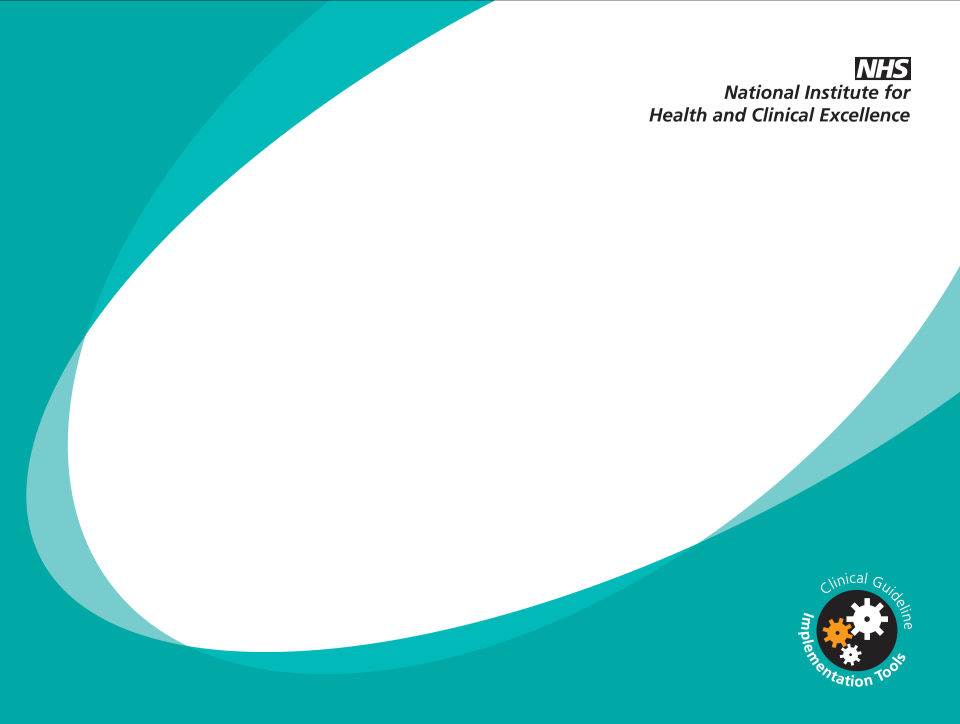 NHS
National Institute for
Health and Clinical Excellence
Clinical Guideline
Implementation Tools